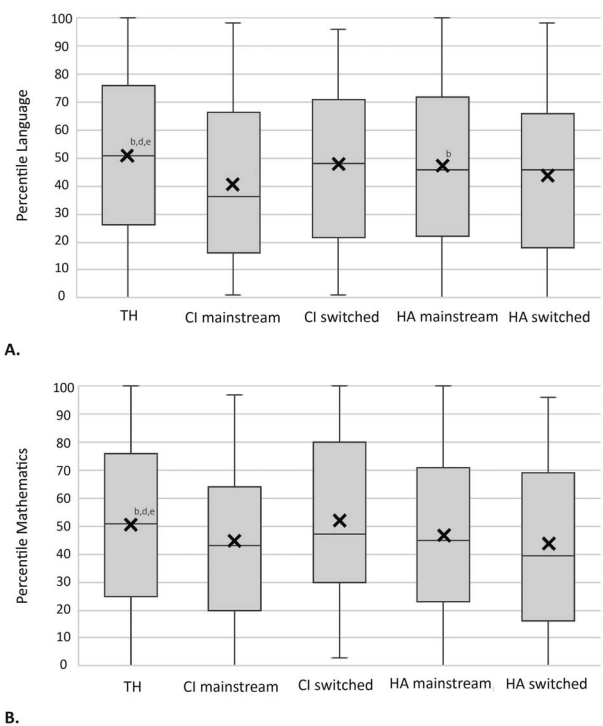 100
90
80
70
60
50
40
30
20
10
0
Percentile Language
b,d,e
b
TH CI mainstream CI switched HA mainstream HA switched
A.
100
90
80
70
60
50
40
30
20
10
0
Percentile Mathematics
b,d,e
TH CI mainstream CI switched HA mainstream HA switched
B.